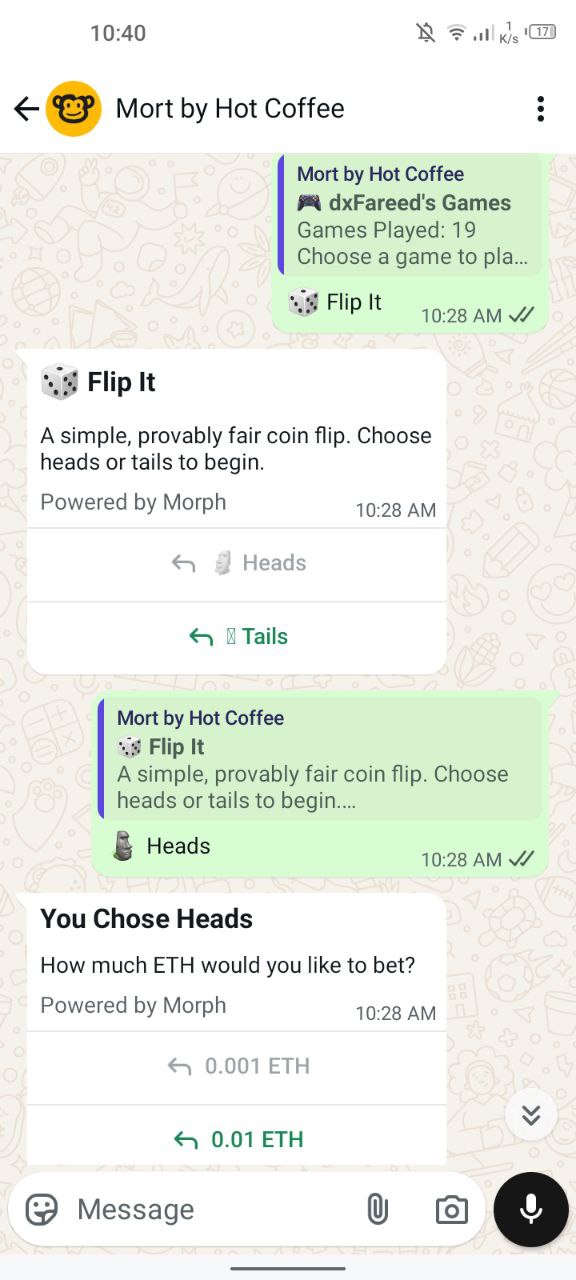 10:40
1
K/s
17
Mort by Hot Coffee
Mort by Hot Coffee
🎮 dxFareed's Games
Games Played: 19
Choose a game to pla...
🎲 Flip It
10:28 AM
🎲 Flip It
A simple, provably fair coin flip. Choose
heads or tails to begin.
Powered by Morph
10:28 AM
🗿 Heads
Tails
Mort by Hot Coffee
🎲 Flip It
A simple, provably fair coin flip. Choose
heads or tails to begin....
🗿 Heads
10:28 AM
You Chose Heads
How much ETH would you like to bet?
Powered by Morph
10:28 AM
0.001 ETH
0.01 ETH
Message